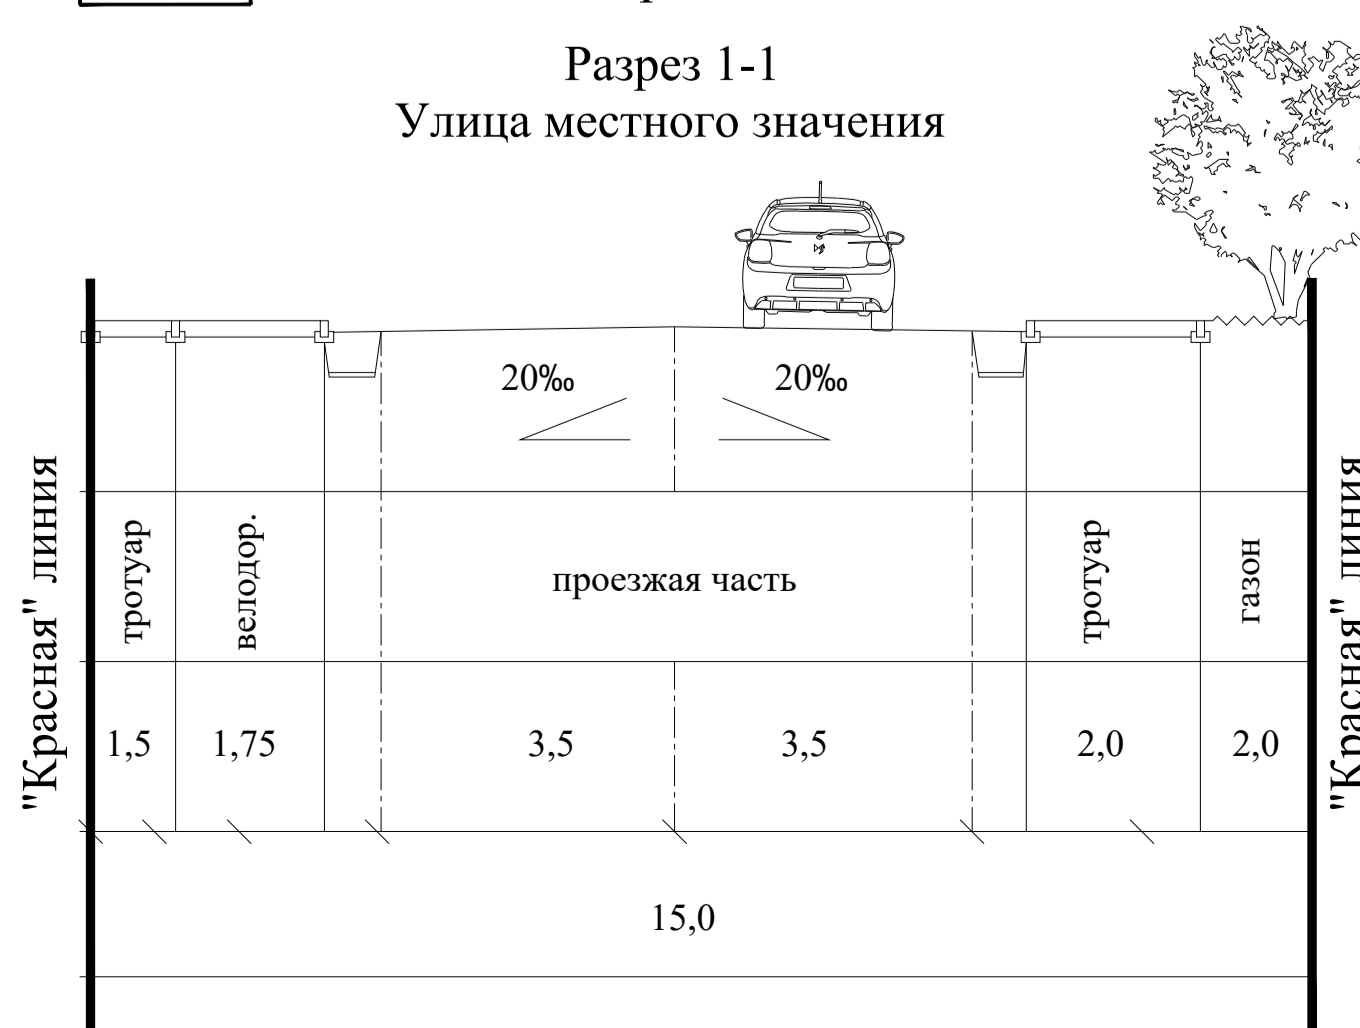 Разрез 1-1
Улица местного значения
20‰ 20‰
"Красная" линия
тротуар
велодор.
проезжая часть
тротуар
газон
"Красная" линия
1,5 1,75 3,5 3,5 2,0 2,0
15,0